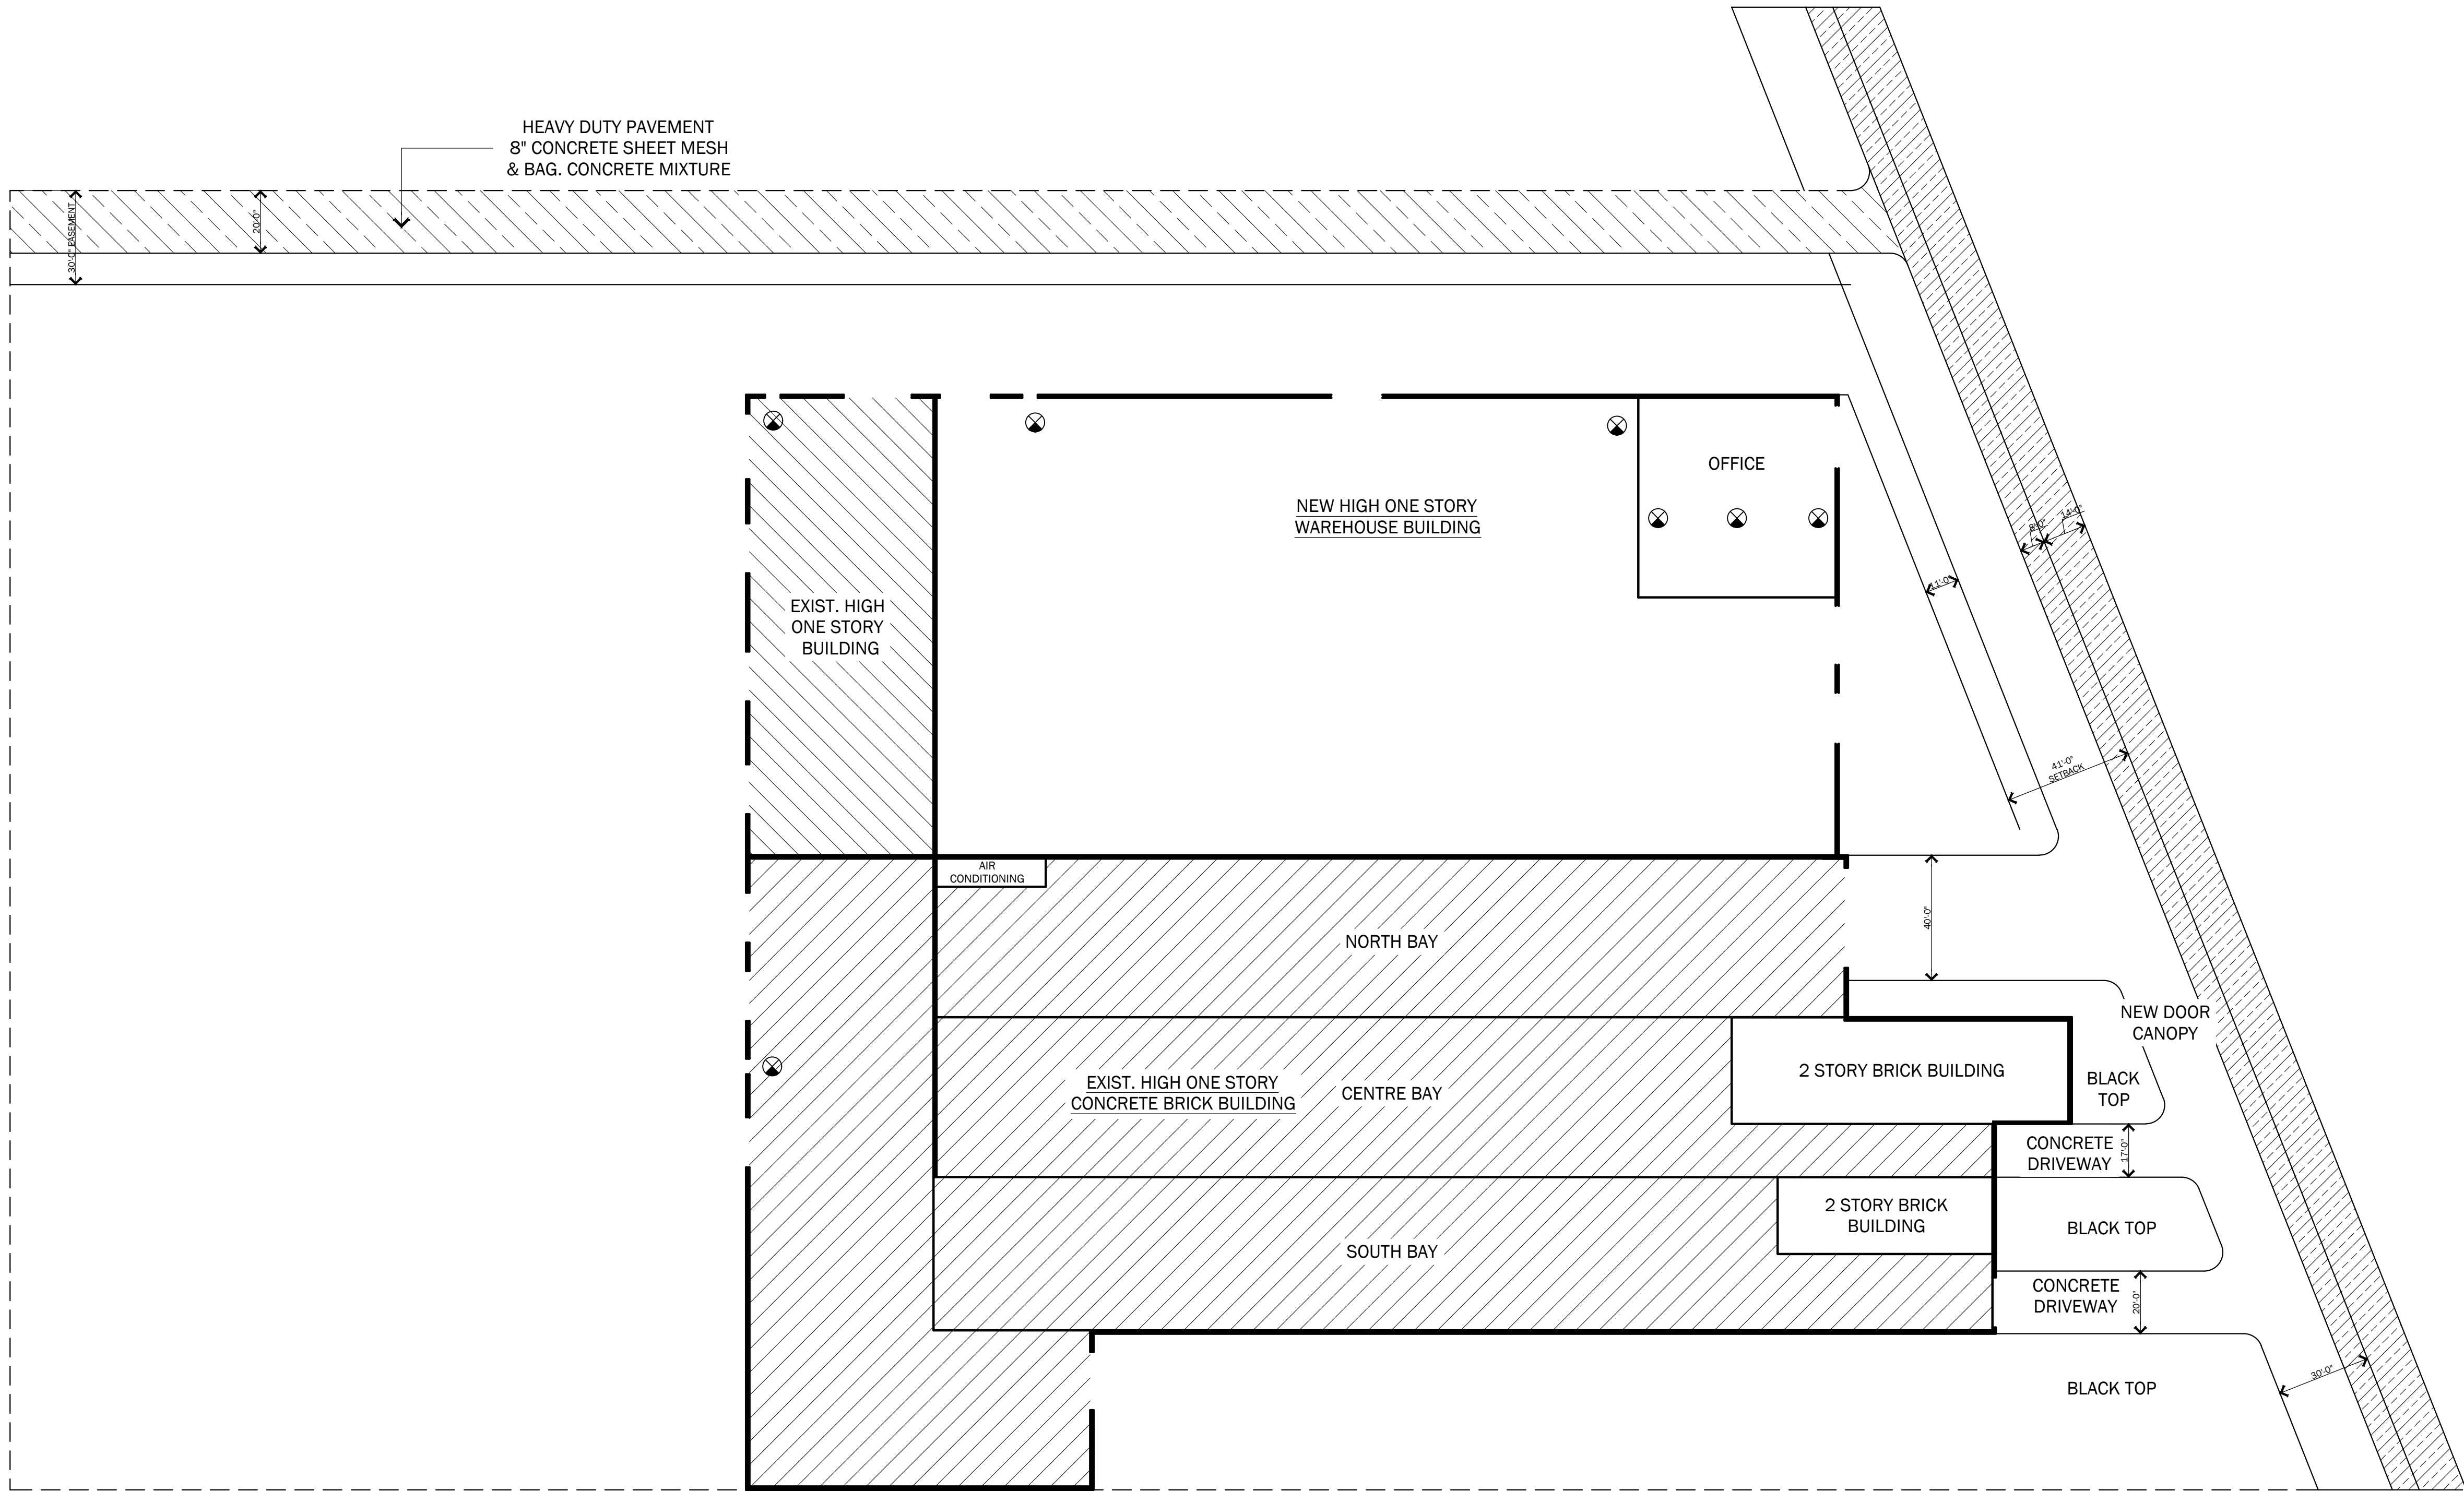 HEAVY DUTY PAVEMENT
8" CONCRETE SHEET MESH
& BAG. CONCRETE MIXTURE
30'-0" EASEMENT
20'-0"
OFFICE
NEW HIGH ONE STORY
WAREHOUSE BUILDING
8'-0"
14'-0"
11'-0"
EXIST. HIGH
ONE STORY
BUILDING
41'-0"
SETBACK
AIR
CONDITIONING
40'-0"
NORTH BAY
NEW DOOR
CANOPY
2 STORY BRICK BUILDING
BLACK
TOP
EXIST. HIGH ONE STORY
CONCRETE BRICK BUILDING
CENTRE BAY
CONCRETE
DRIVEWAY
17'-0"
2 STORY BRICK
BUILDING
BLACK TOP
SOUTH BAY
CONCRETE
DRIVEWAY
20'-0"
30'-0"
BLACK TOP